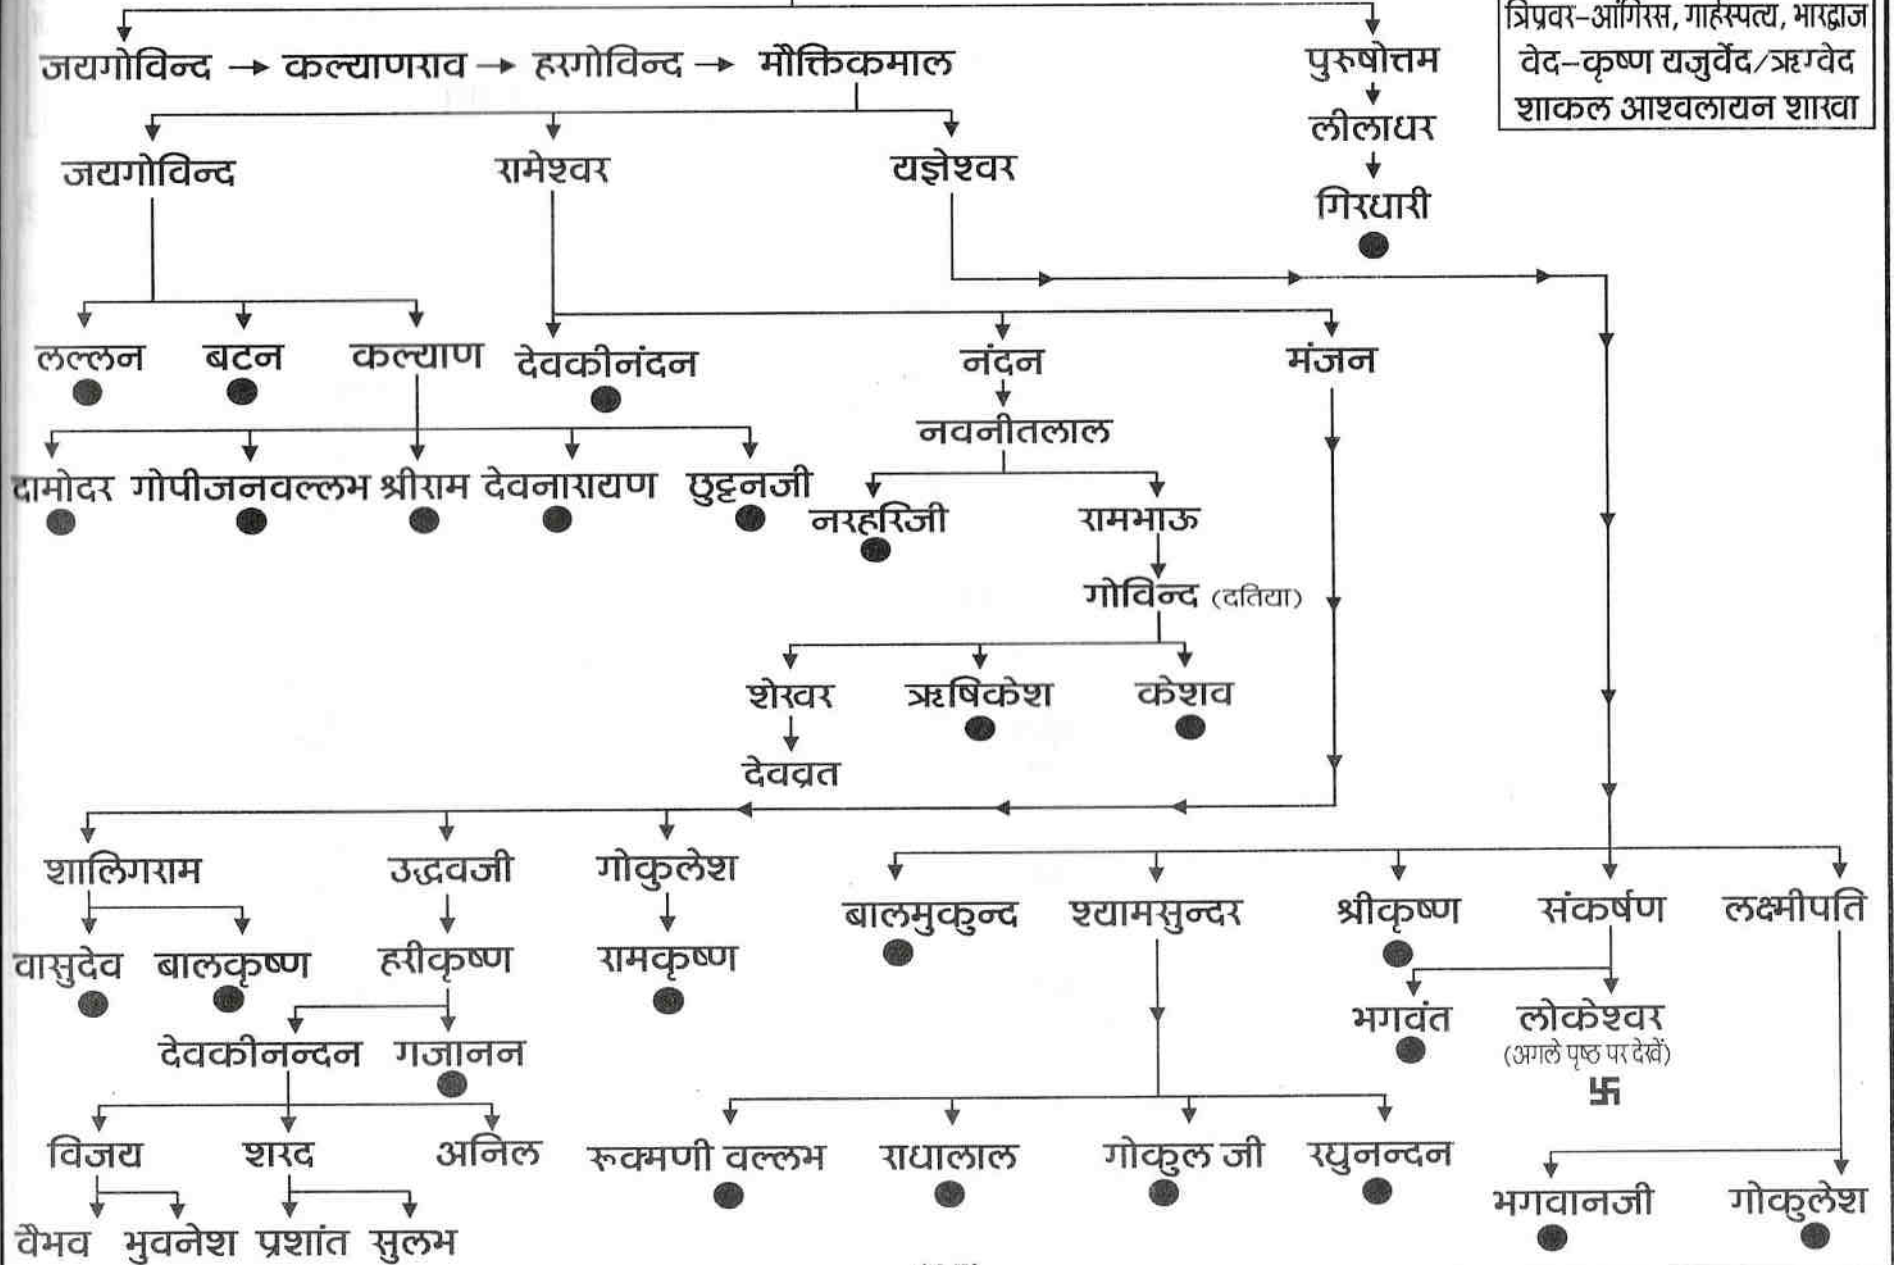 त्रिप्रवर-आंगिरस, गार्हस्पत्य, भारद्वाज
वेद-कृष्ण यजुर्वेद/ऋग्वेद
शाकल आश्वलायन शाखा
जयगोविन्द → कल्याणराव → हरगोविन्द → मौक्तिकमाल
पुरुषोत्तम
लीलाधर
गिरधारी
जयगोविन्द रामेश्वर यज्ञेश्वर
लल्लन बटन कल्याण देवकीनंदन नंदन मंजन
नवनीतलाल
दामोदर गोपीजनवल्लभ श्रीराम देवनारायण छुट्टनजी
नरहरिजी रामभाऊ
गोविन्द (दतिया)
शेखर ऋषिकेश केशव
देवव्रत
शालिगराम उद्धवजी गोकुलेश
बालमुकुन्द श्यामसुन्दर श्रीकृष्ण संकर्षण लक्ष्मीपति
वासुदेव बालकृष्ण हरीकृष्ण रामकृष्ण
भगवंत लोकेश्वर
(अगले पृष्ठ पर देखें)
卐
देवकीनन्दन गजानन
विजय शरद अनिल रूक्मणी वल्लभ राधालाल गोकुल जी रघुनन्दन
भगवानजी गोकुलेश
वैभव भुवनेश प्रशांत सुलभ